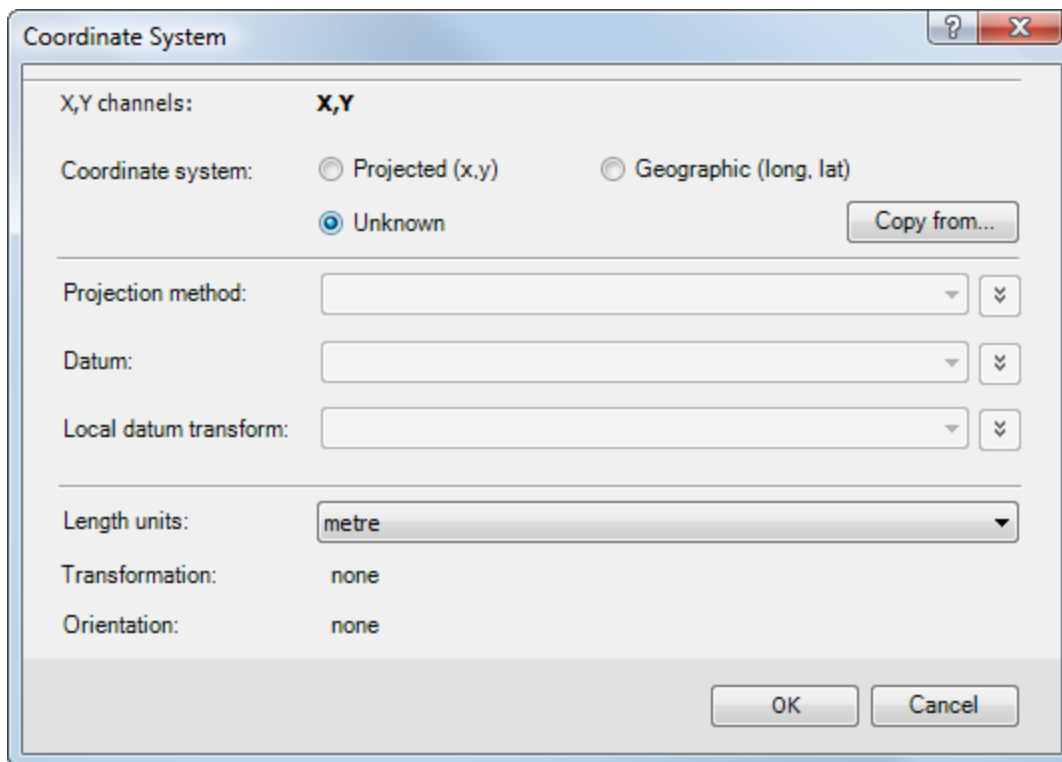 Coordinate System
X,Y channels: X,Y
Coordinate system: Projected (x,y) Geographic (long, lat)
Unknown Copy from...
Projection method:
Datum:
Local datum transform:
Length units: metre
Transformation: none
Orientation: none
OK Cancel